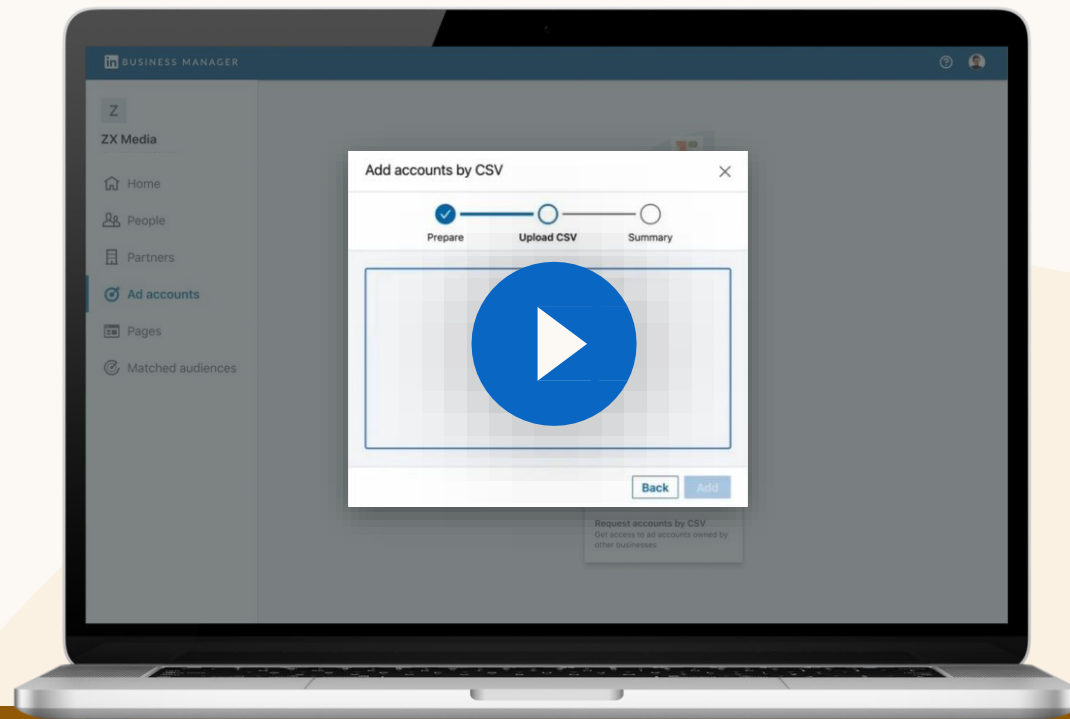 in BUSINESS MANAGER
Z
ZX Media
Home
People
Partners
Ad accounts
Pages
Matched audiences
Add accounts by CSV
Prepare
Upload CSV
Summary
Back
Add
Request accounts by CSV
Get access to ad accounts owned by
other businesses